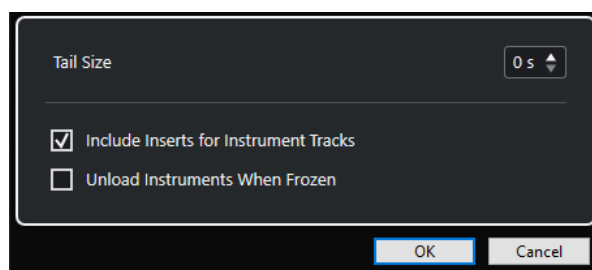 Tail Size
0 s
Include Inserts for Instrument Tracks
Unload Instruments When Frozen
OK
Cancel